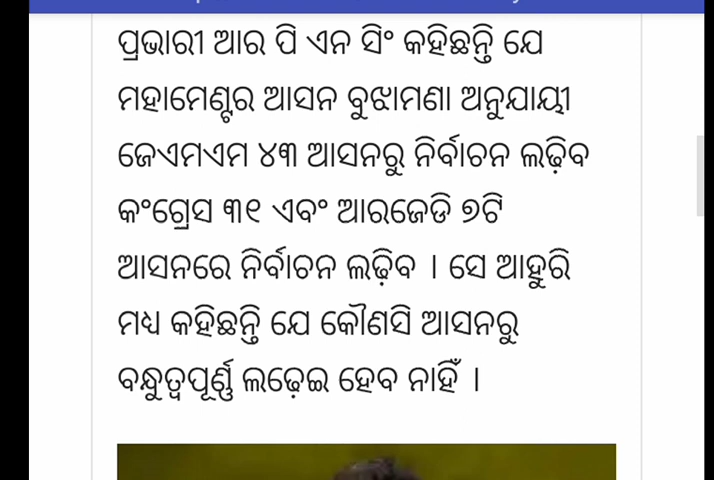 ପ୍ରଭାରୀ ଆର ପି ଏନ ସିଂ କହିଛନ୍ତି ଯେ
ମହାମେଣ୍ଟର ଆସନ ବୁଝାମଣା ଅନୁଯାୟୀ
ଜେଏମଏମ ୪୩ ଆସନରୁ ନିର୍ବାଚନ ଲଢ଼ିବ
କଂଗ୍ରେସ ୩୧ ଏବଂ ଆରଜେଡି ୭ଟି
ଆସନରେ ନିର୍ବାଚନ ଲଢ଼ିବ । ସେ ଆହୁରି
ମଧ୍ୟ କହିଛନ୍ତି ଯେ କୌଣସି ଆସନରୁ
ବନ୍ଧୁତ୍ୱପୂର୍ଣ୍ଣ ଲଢ଼େଇ ହେବ ନାହିଁ ।